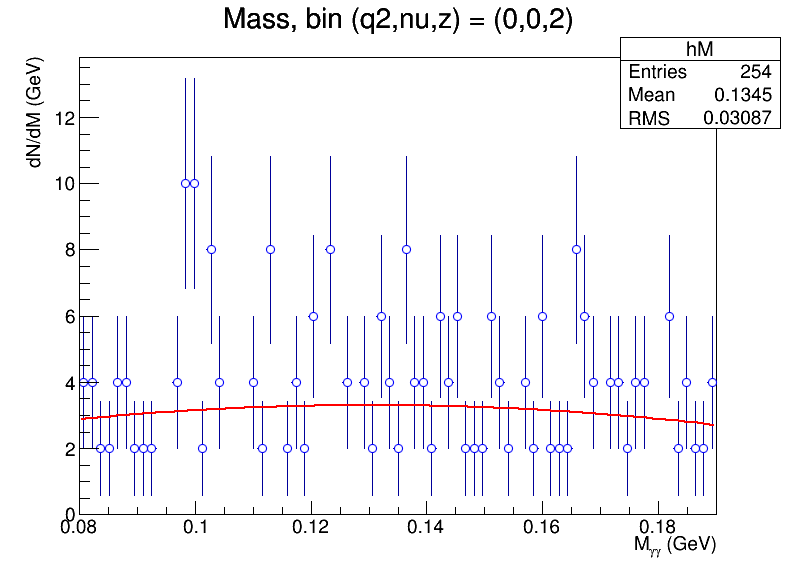 Mass, bin (q2,nu,z) = (0,0,2)
hM
Entries 254
Mean 0.1345
RMS 0.03087
dN/dM (GeV)
12
10
8
6
4
2
0
0.08 0.1 0.12 0.14 0.16 0.18
Mγγ (GeV)